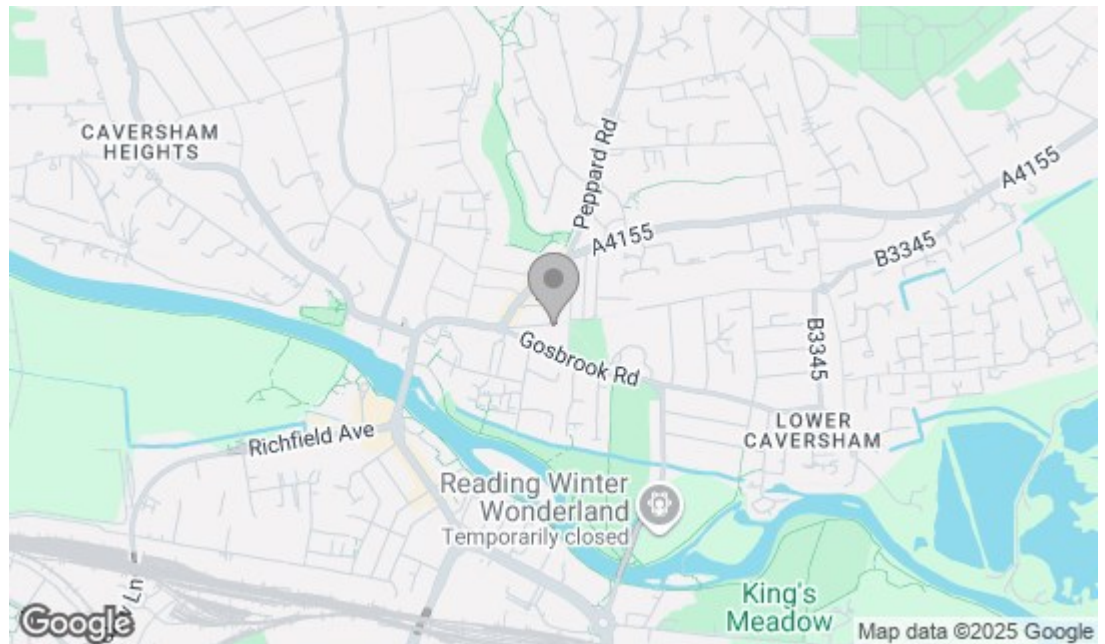 CAVERSHAM
HEIGHTS
Peppard Rd
A4155
A4155
B3345
B3345
Gosbrook Rd
LOWER
CAVERSHAM
Richfield Ave
Reading Winter
Wonderland
Temporarily closed
King's
Meadow
Ln
Google
Map data ©2025 Google